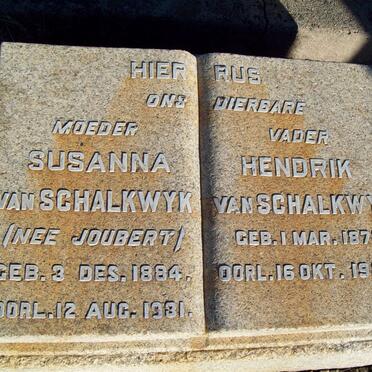 HIER RUS
ONS DIERBARE
MOEDER
SUSANNA
VAN SCHALKWYK
(NEE JOUBERT)
GEB. 3 DES. 1884.
OORL. 12 AUG. 1931.
VADER
HENDRIK
VAN SCHALKWY
GEB. 1 MAR. 187
OORL. 16 OKT. 19